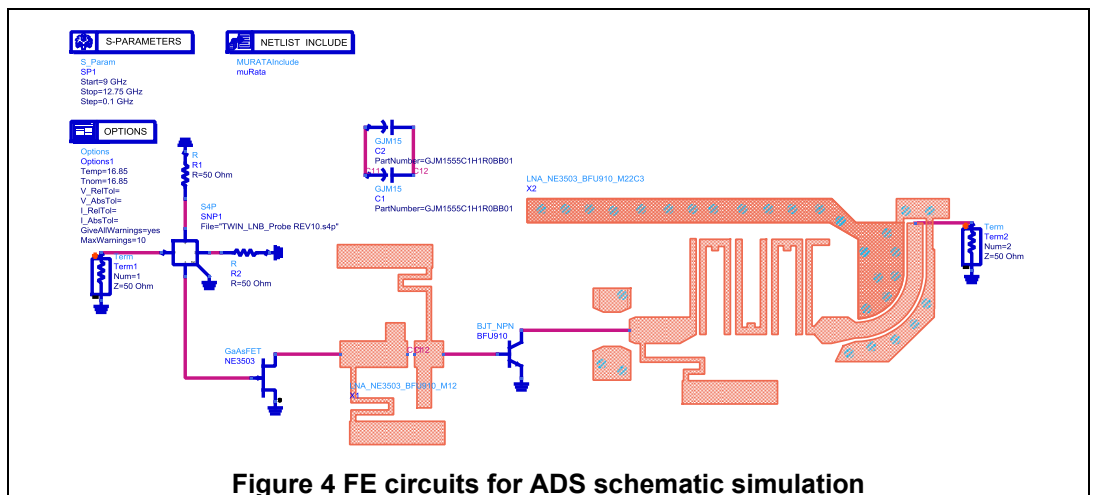 S-PARAMETERS
S_Param
SP1
Start=9 GHz
Stop=12.75 GHz
Step=0.1 GHz
NETLIST INCLUDE
MURATAInclude
muRata
OPTIONS
Options
Options1
Temp=16.85
Tnom=16.85
V_RelTol=
V_AbsTol=
I_RelTol=
I_AbsTol=
GiveAllWarnings=yes
MaxWarnings=10
R
R1
R=50 Ohm
S4P
SNP1
File="TWIN_LNB_Probe REV10.s4p"
R
R2
R=50 Ohm
Term
Term1
Num=1
Z=50 Ohm
GJM15
C2
PartNumber=GJM1555C1H1R0BB01
C12
GJM15
C1
PartNumber=GJM1555C1H1R0BB01
GaAsFET
NE3503
LNA_NE3503_BFU910_M12
X1
BJT_NPN
BFU910
LNA_NE3503_BFU910_M22C3
X2
Term
Term2
Num=2
Z=50 Ohm
Figure 4 FE circuits for ADS schematic simulation